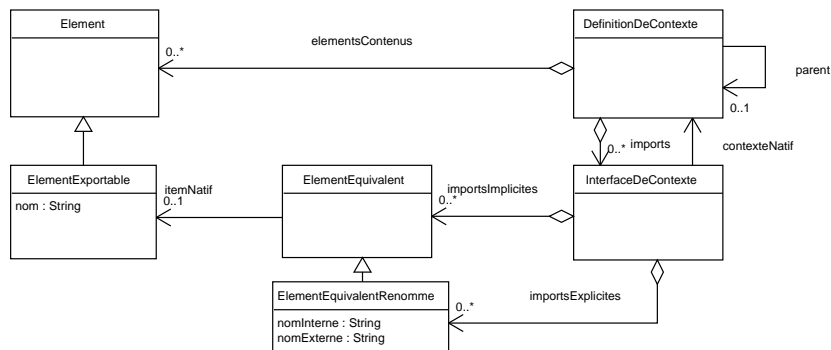 Element
DefinitionDeContexte
elementsContenus
0..*
parent
0..1
0..*
imports
contexteNatif
ElementExportable
nom : String
itemNatif
0..1
ElementEquivalent
importsImplicites
0..*
InterfaceDeContexte
ElementEquivalentRenomme
nomInterne : String
nomExterne : String
0..*
importsExplicites